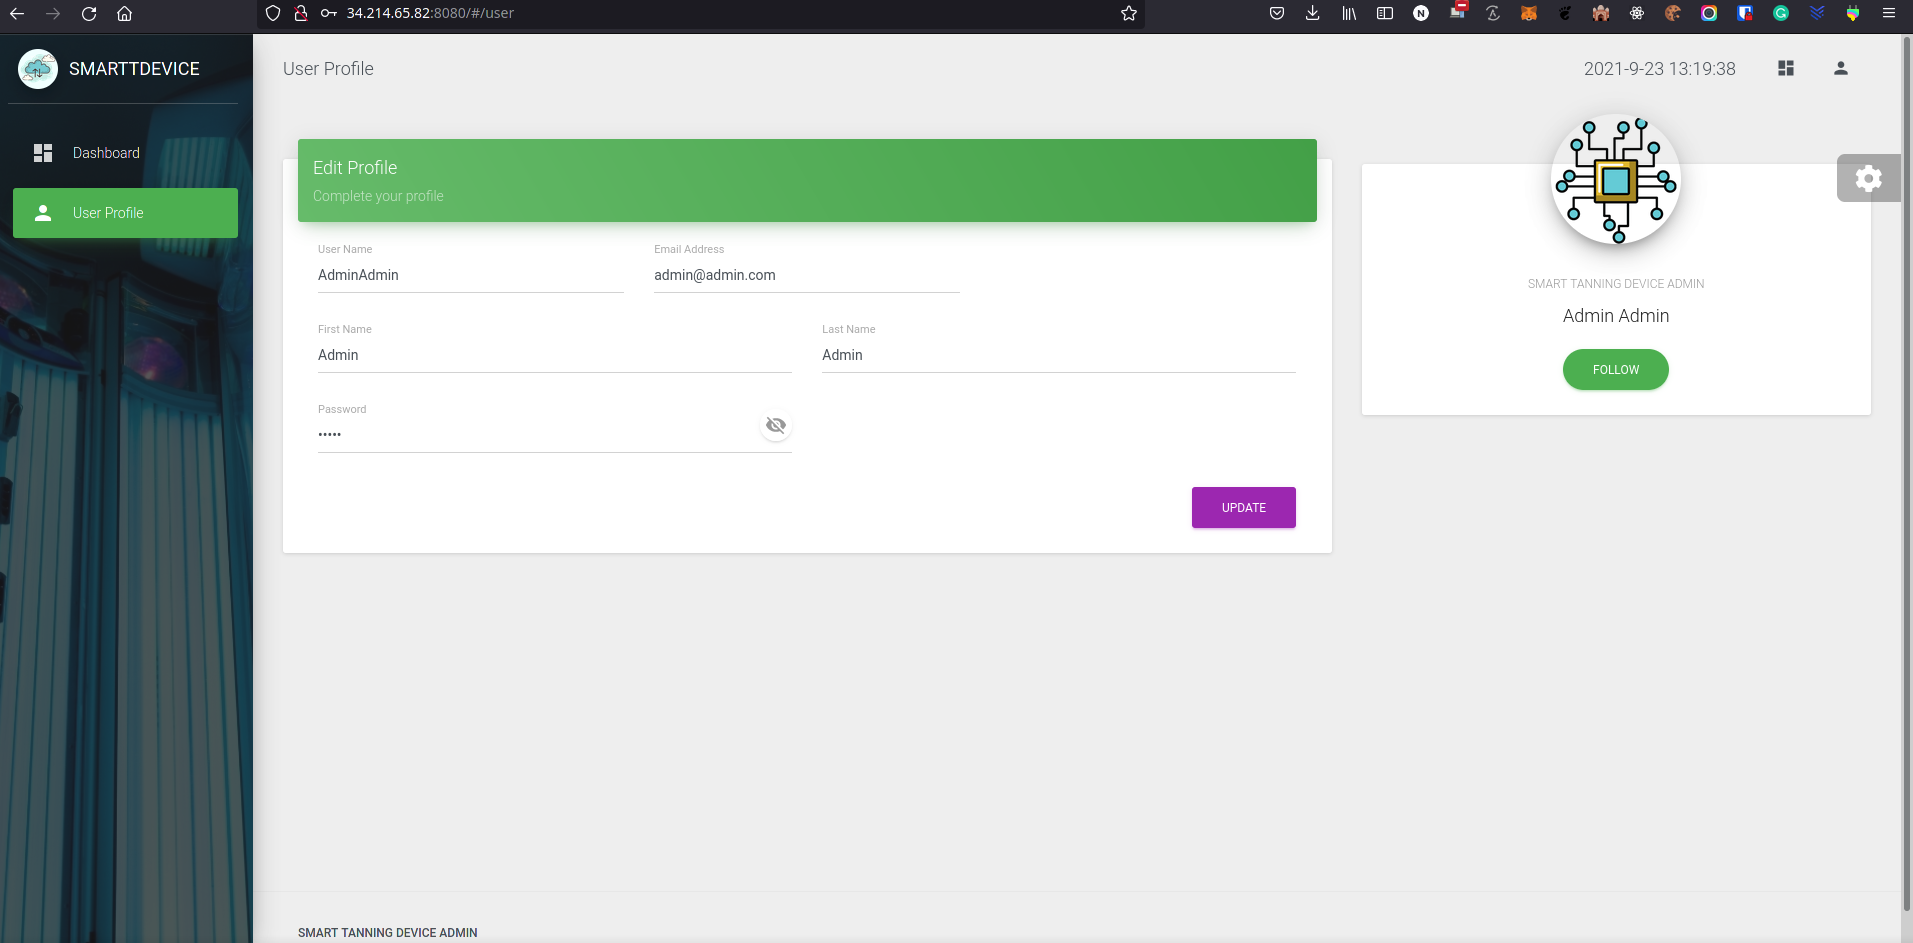 34.214.65.82:8080/#/user
SMARTTDEVICE
Dashboard
User Profile
User Profile
2021-9-23 13:19:38
Edit Profile
Complete your profile
User Name
Email Address
AdminAdmin
admin@admin.com
First Name
Last Name
Admin
Admin
Password
•••••
UPDATE
SMART TANNING DEVICE ADMIN
Admin Admin
FOLLOW
SMART TANNING DEVICE ADMIN